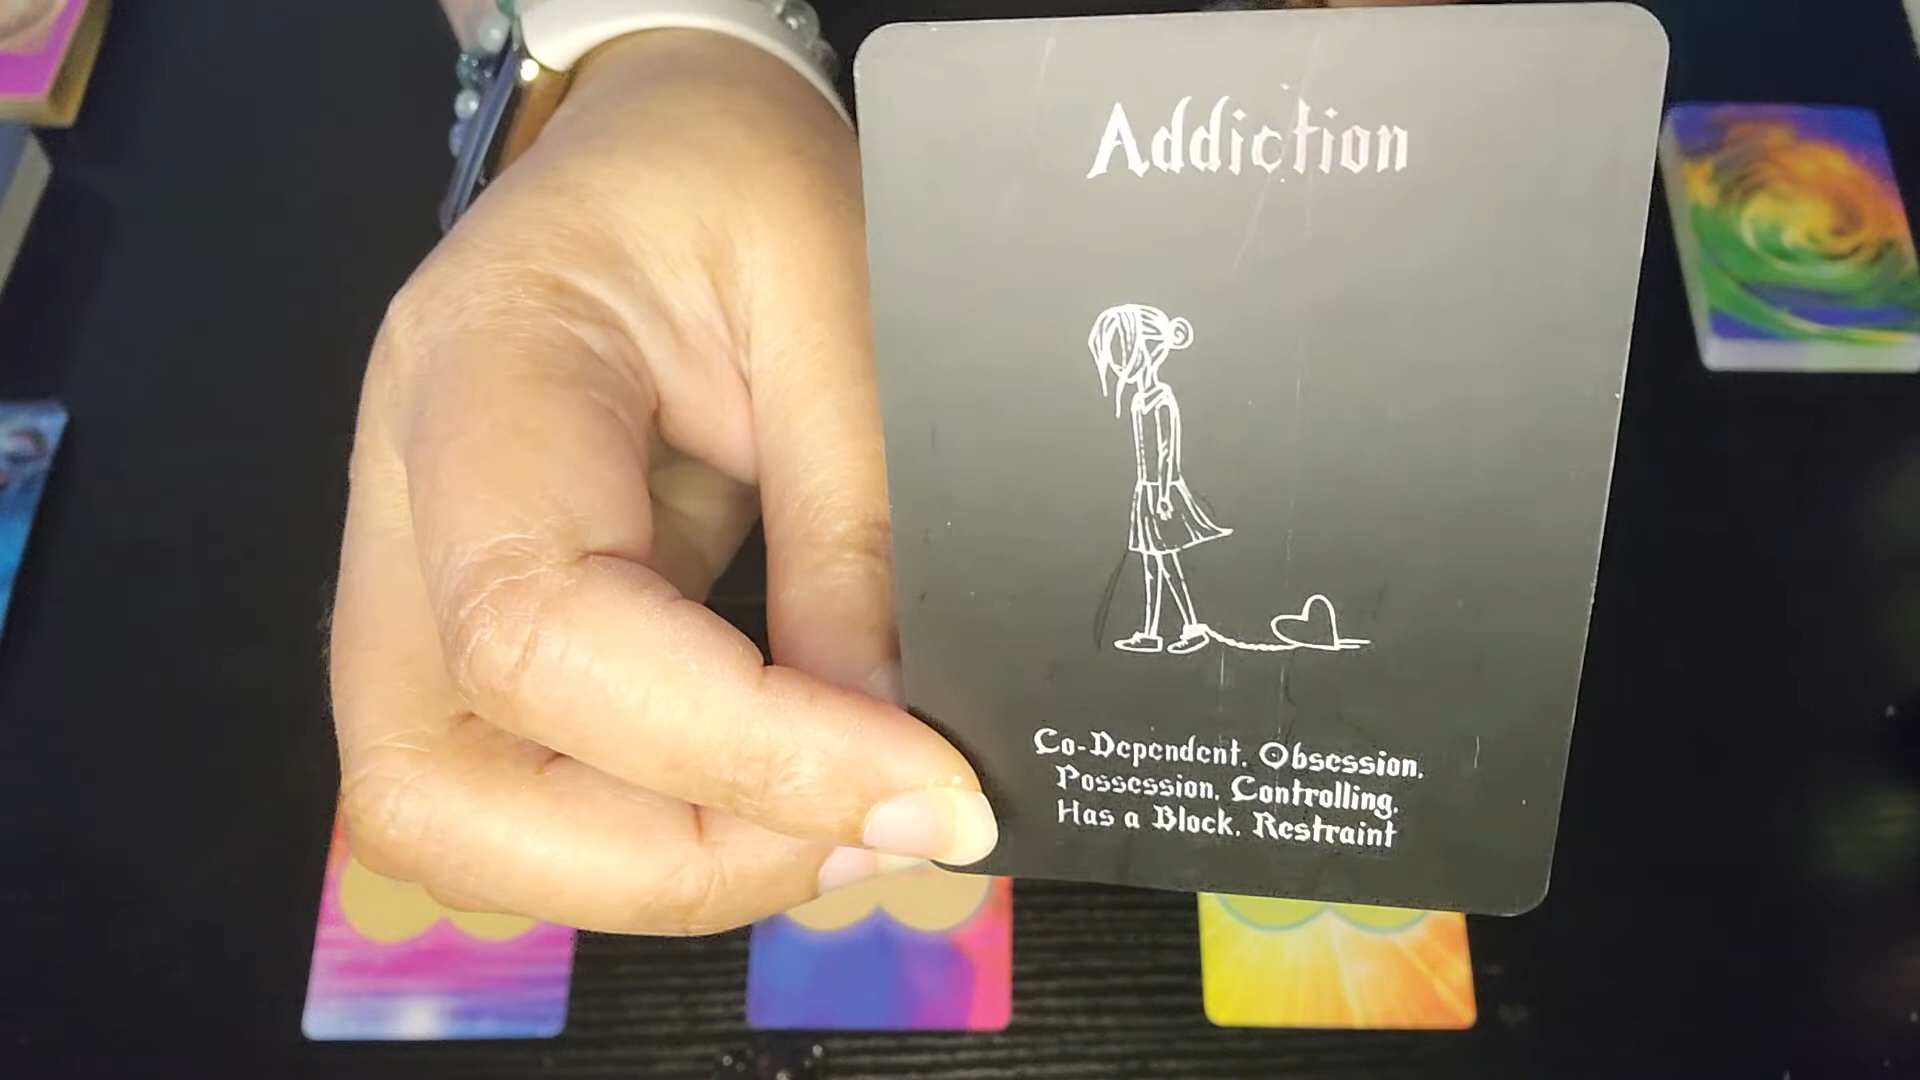 Addiction
Co-Dependent, Obsession,
Possession, Controlling,
Has a Block, Restraint